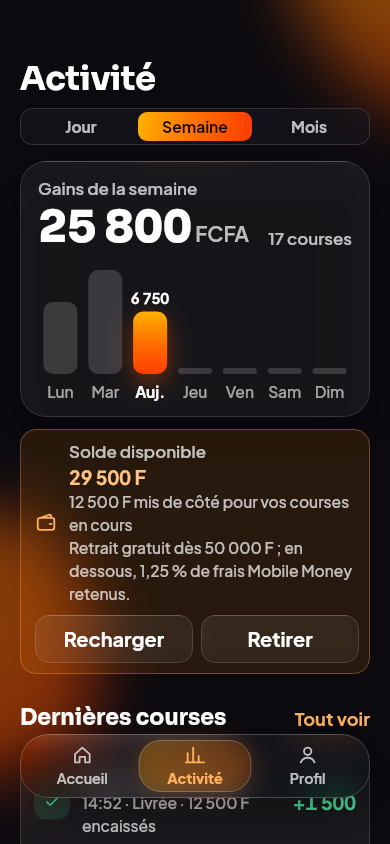 Activité
Jour Semaine Mois
Gains de la semaine
25 800 FCFA 17 courses
6 750
Lun Mar Auj. Jeu Ven Sam Dim
Solde disponible
29 500 F
12 500 F mis de côté pour vos courses
en cours
Retrait gratuit dès 50 000 F ; en
dessous, 1,25 % de frais Mobile Money
retenus.
Recharger Retirer
Dernières courses Tout voir
Accueil Activité Profil
14:52 · Livrée · 12 500 F +1 500
encaissés